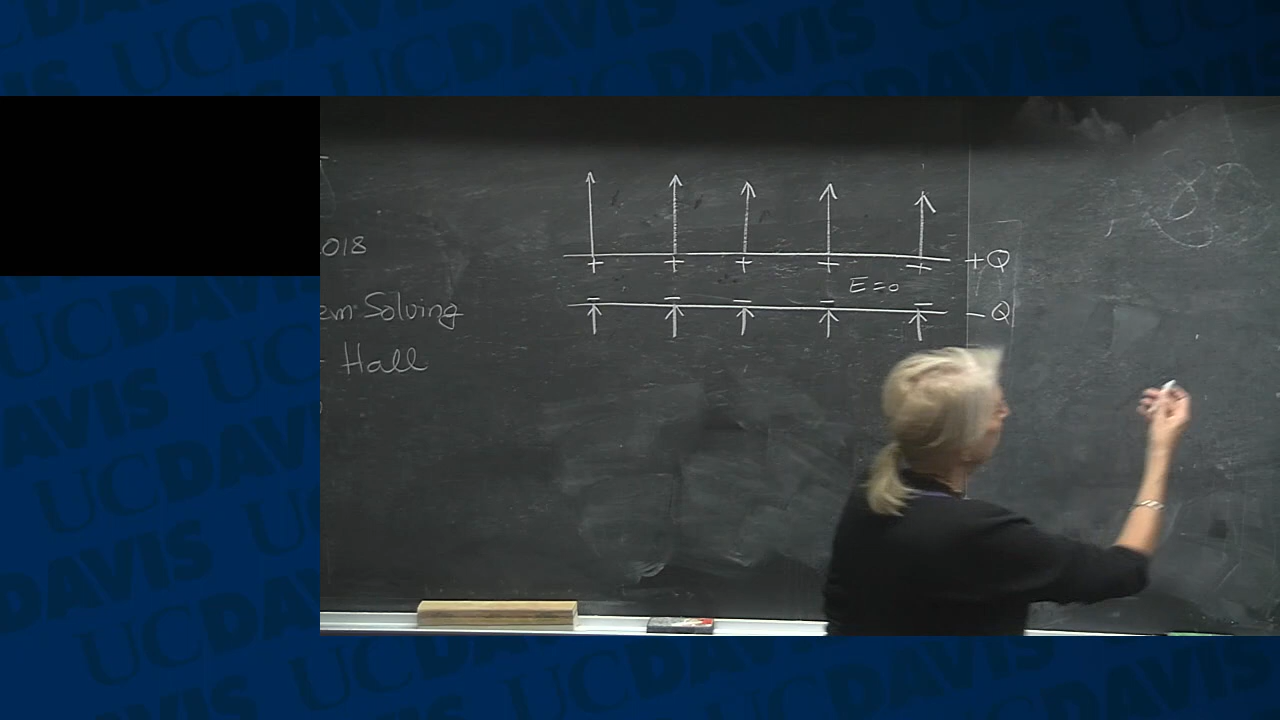 UCDAVIS
018
em Solving
Hall
+ + + + +
+Q
E=0
− − − − −
−Q